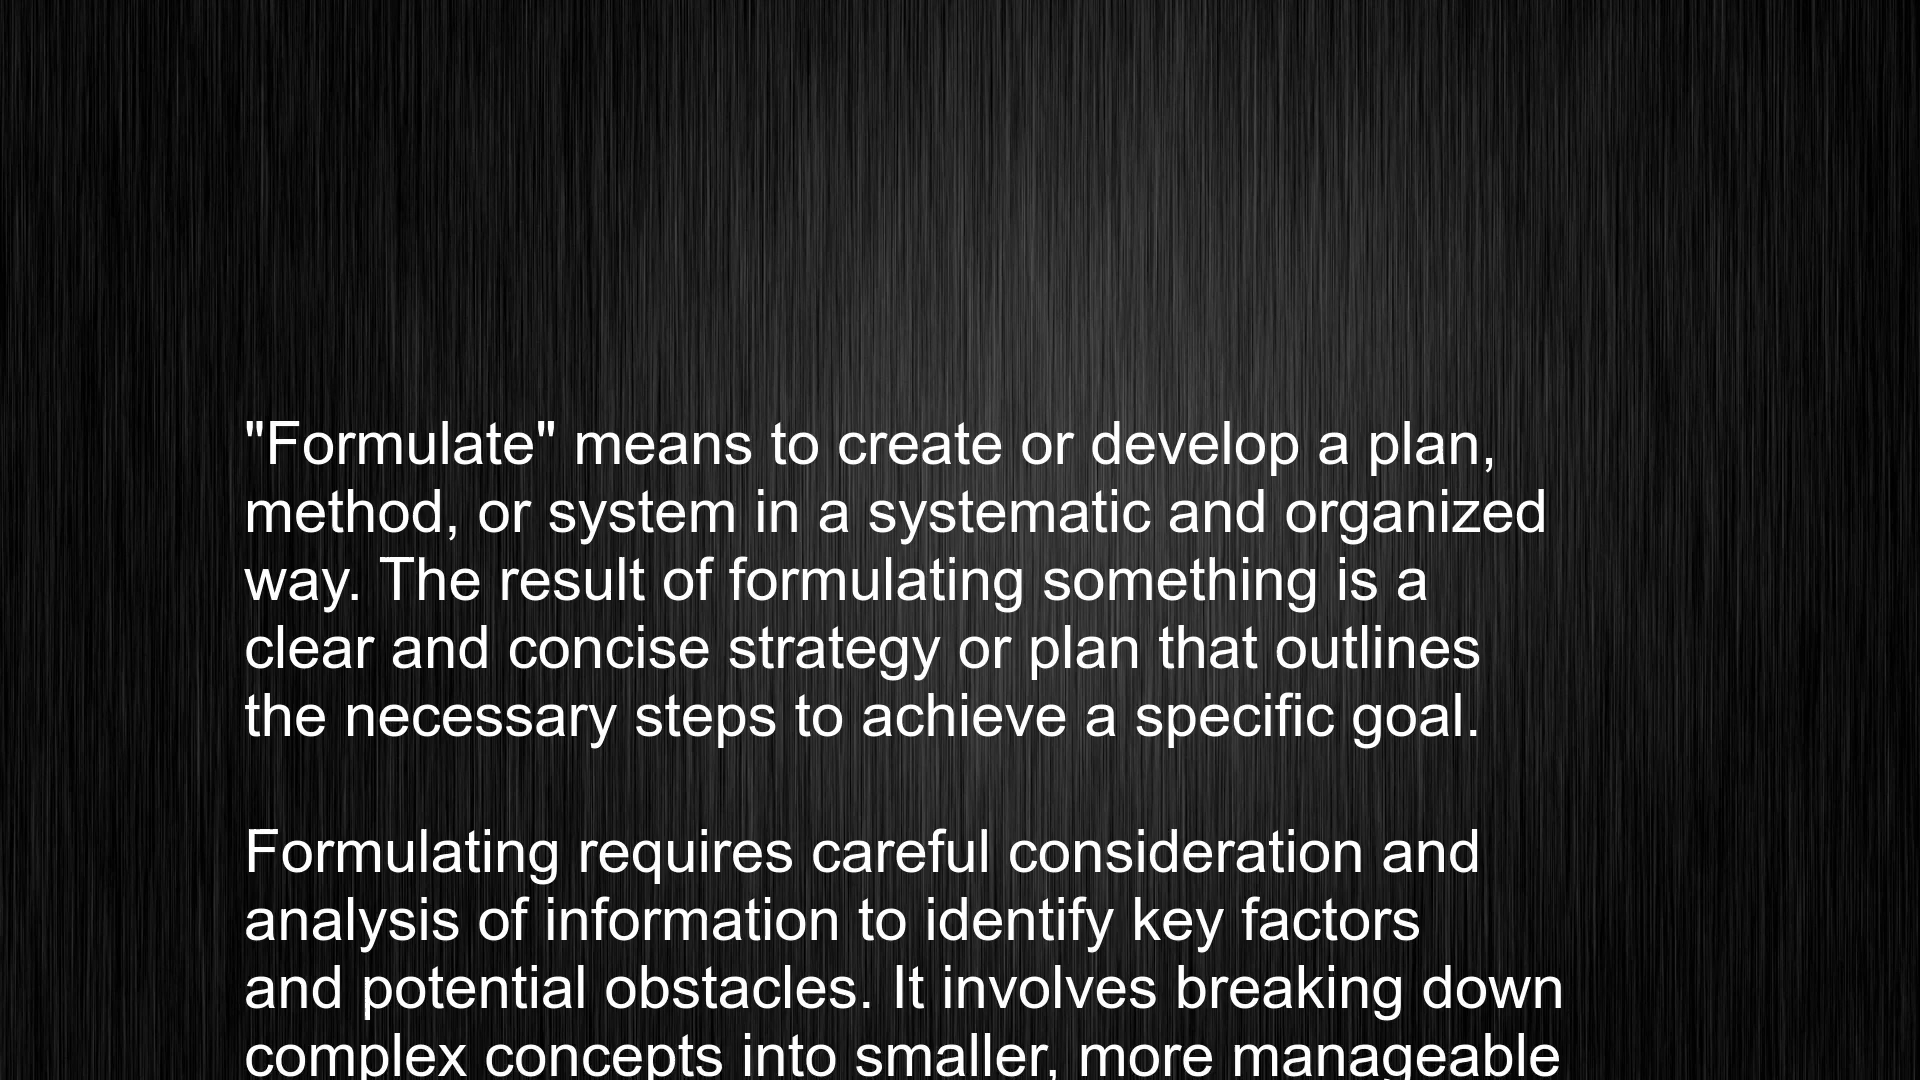 "Formulate" means to create or develop a plan,
method, or system in a systematic and organized
way. The result of formulating something is a
clear and concise strategy or plan that outlines
the necessary steps to achieve a specific goal.
Formulating requires careful consideration and
analysis of information to identify key factors
and potential obstacles. It involves breaking down
complex concepts into smaller, more manageable